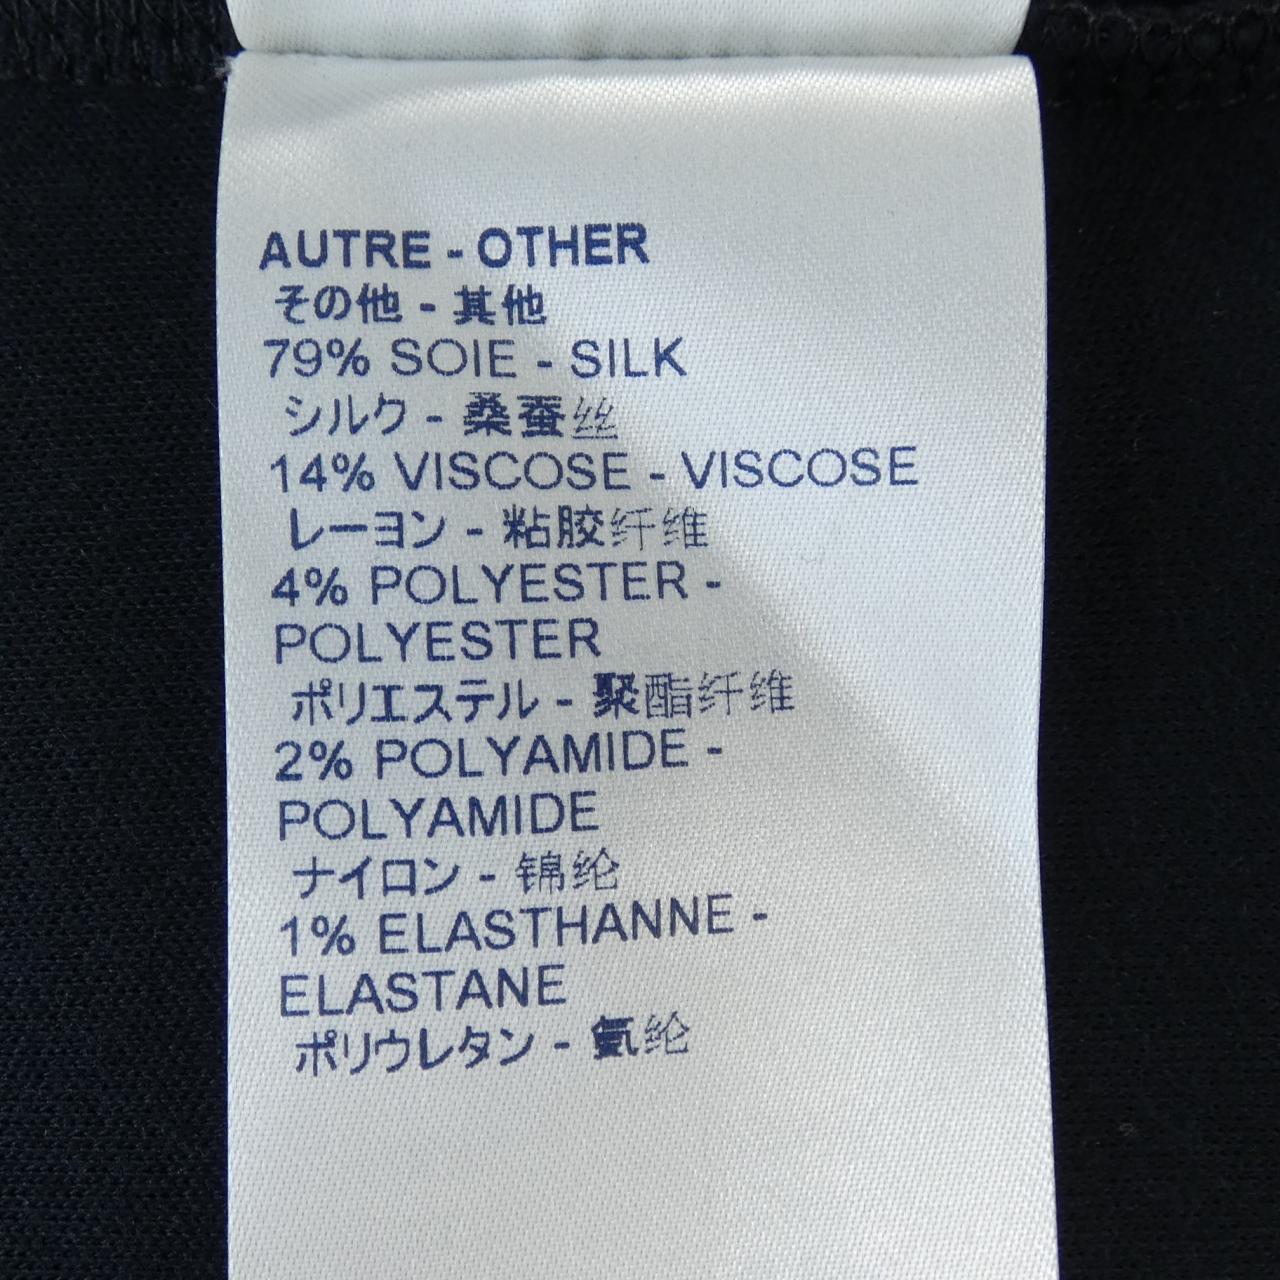 AUTRE - OTHER
その他 - 其他
79% SOIE - SILK
シルク - 桑蚕丝
14% VISCOSE - VISCOSE
レーヨン - 粘胶纤维
4% POLYESTER -
POLYESTER
ポリエステル - 聚酯纤维
2% POLYAMIDE -
POLYAMIDE
ナイロン - 锦纶
1% ELASTHANNE -
ELASTANE
ポリウレタン - 氨纶